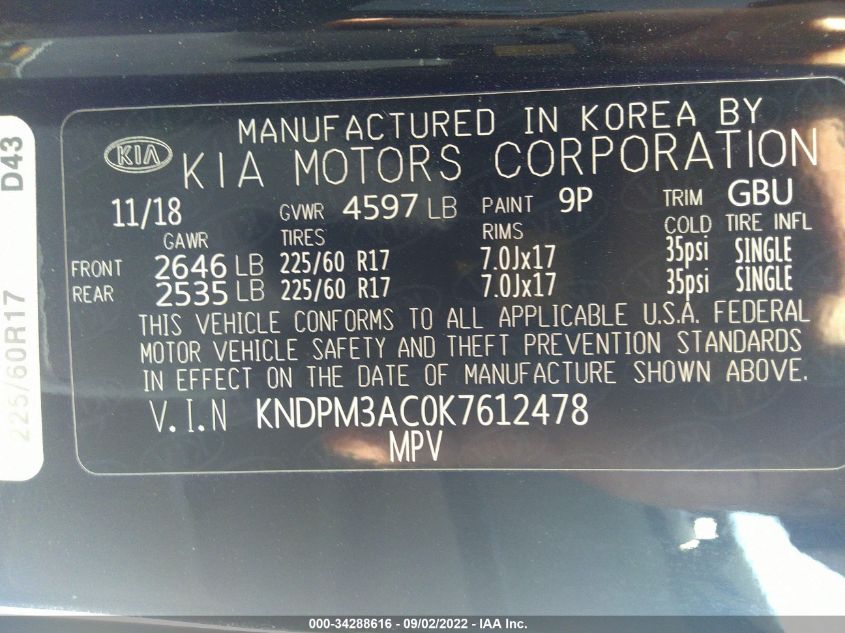 D43
225/60R17
MANUFACTURED IN KOREA BY
KIA KIA MOTORS CORPORATION
11/18 GVWR 4597 LB PAINT 9P TRIM GBU
GAWR TIRES RIMS COLD TIRE INFL
FRONT 2646 LB 225/60 R17 7.0Jx17 35psi SINGLE
REAR 2535 LB 225/60 R17 7.0Jx17 35psi SINGLE
THIS VEHICLE CONFORMS TO ALL APPLICABLE U.S.A. FEDERAL
MOTOR VEHICLE SAFETY AND THEFT PREVENTION STANDARDS
IN EFFECT ON THE DATE OF MANUFACTURE SHOWN ABOVE.
V.I.N KNDPM3AC0K7612478
MPV
000-34288616 - 09/02/2022 - IAA Inc.